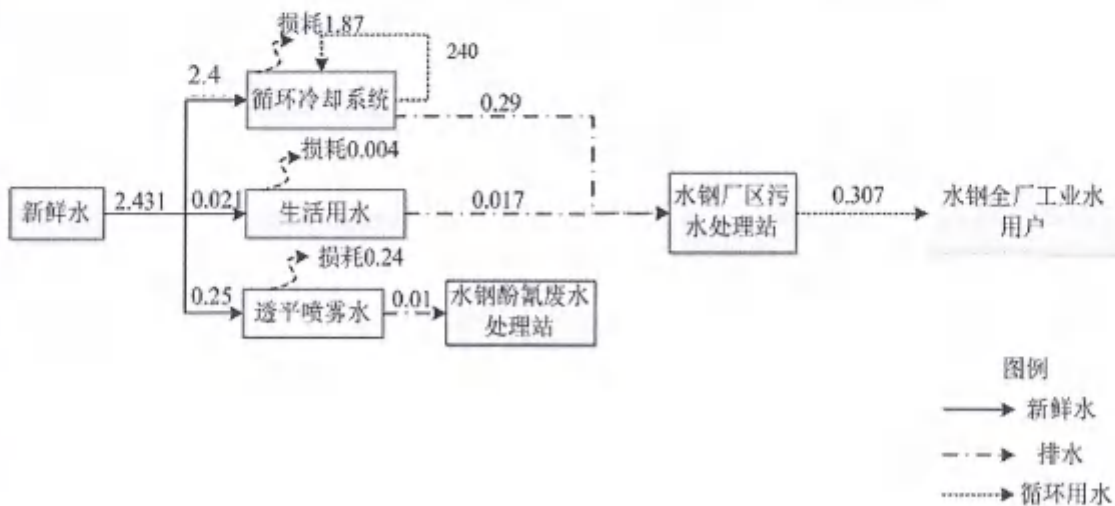 损耗1.87
240
2.4
循环冷却系统
0.29
损耗0.004
新鲜水
2.431
0.021
生活用水
0.017
水钢厂区污
水处理站
0.307
水钢全厂工业水
用户
损耗0.24
0.25
透平喷雾水
0.01
水钢酚氰废水
处理站
图例
新鲜水
排水
循环用水